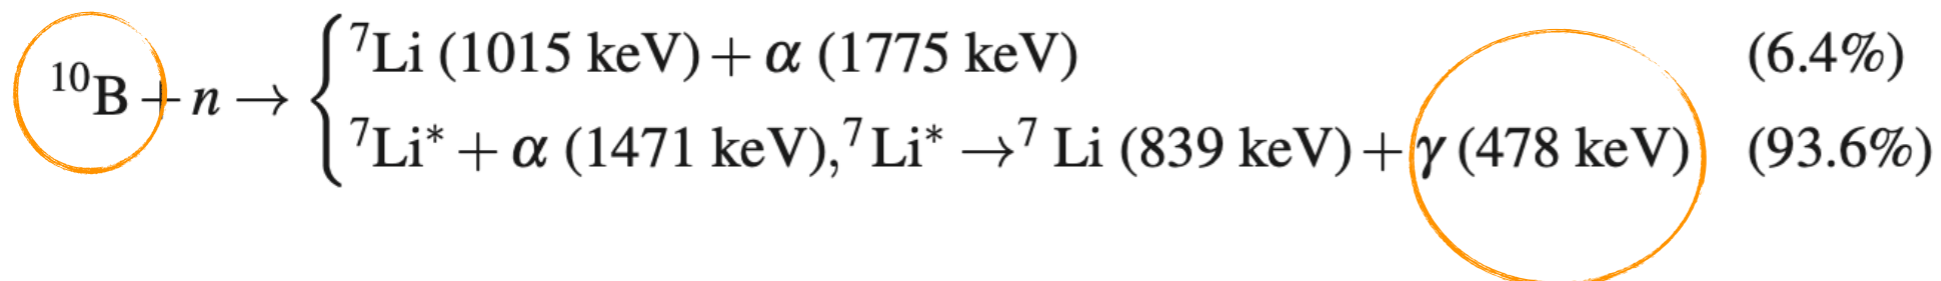 ⁷Li (1015 keV) + α (1775 keV) (6.4%)
¹⁰B + n → {
⁷Li* + α (1471 keV), ⁷Li* →⁷ Li (839 keV) + γ (478 keV) (93.6%)